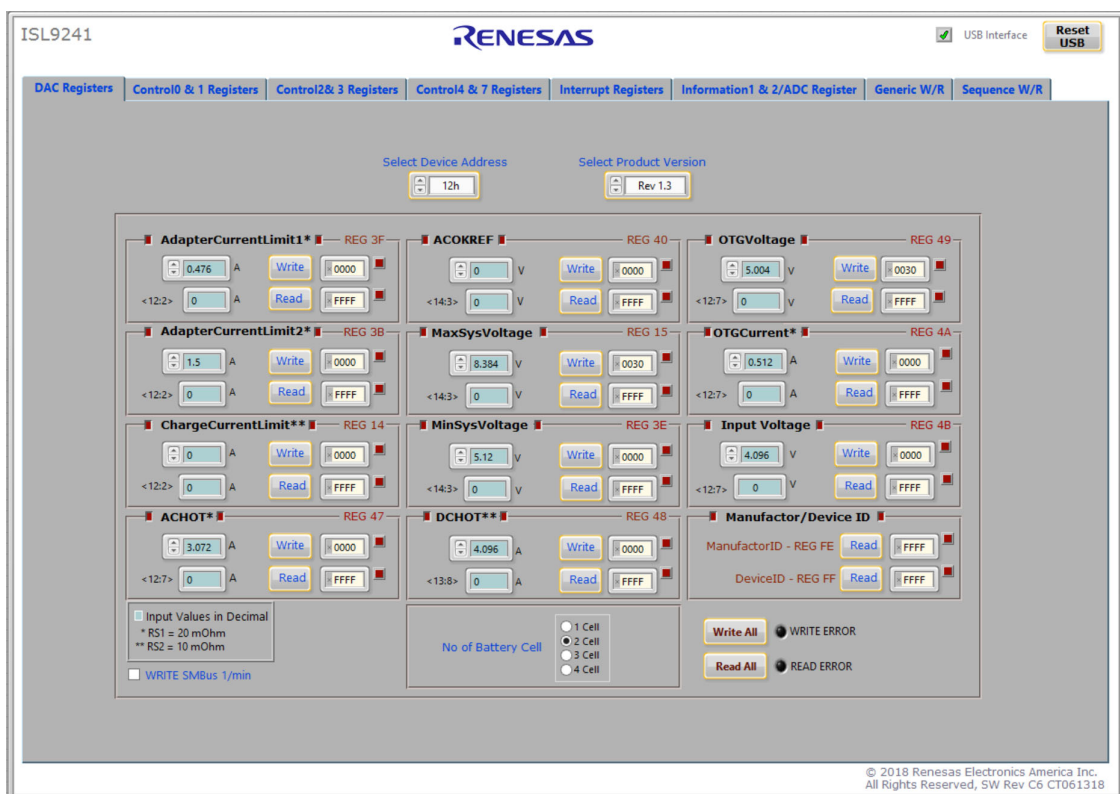 ISL9241
RENESAS
USB Interface
Reset USB
DAC Registers
Control0 & 1 Registers
Control2& 3 Registers
Control4 & 7 Registers
Interrupt Registers
Information1 & 2/ADC Register
Generic W/R
Sequence W/R
Select Device Address
Select Product Version
12h
Rev 1.3
AdapterCurrentLimit1* REG 3F
0.476 A Write 0000
<12:2> 0 A Read FFFF
ACOKREF REG 40
0 V Write 0000
<14:3> 0 V Read FFFF
OTGVoltage REG 49
5.004 V Write 0030
<12:7> 0 V Read FFFF
AdapterCurrentLimit2* REG 3B
1.5 A Write 0000
<12:2> 0 A Read FFFF
MaxSysVoltage REG 15
8.384 V Write 0030
<14:3> 0 V Read FFFF
OTGCurrent* REG 4A
0.512 A Write 0000
<12:7> 0 A Read FFFF
ChargeCurrentLimit** REG 14
0 A Write 0000
<12:2> 0 A Read FFFF
MinSysVoltage REG 3E
5.12 V Write 0000
<14:3> 0 V Read FFFF
Input Voltage REG 4B
4.096 V Write 0000
<12:7> 0 V Read FFFF
ACHOT* REG 47
3.072 A Write 0000
<12:7> 0 A Read FFFF
DCHOT** REG 48
4.096 A Write 0000
<13:8> 0 A Read FFFF
Manufactor/Device ID
ManufactorID - REG FE Read FFFF
DeviceID - REG FF Read FFFF
Input Values in Decimal
* RS1 = 20 mOhm
** RS2 = 10 mOhm
WRITE SMBus 1/min
No of Battery Cell
1 Cell
2 Cell
3 Cell
4 Cell
Write All WRITE ERROR
Read All READ ERROR
© 2018 Renesas Electronics America Inc.
All Rights Reserved, SW Rev C6 CT061318